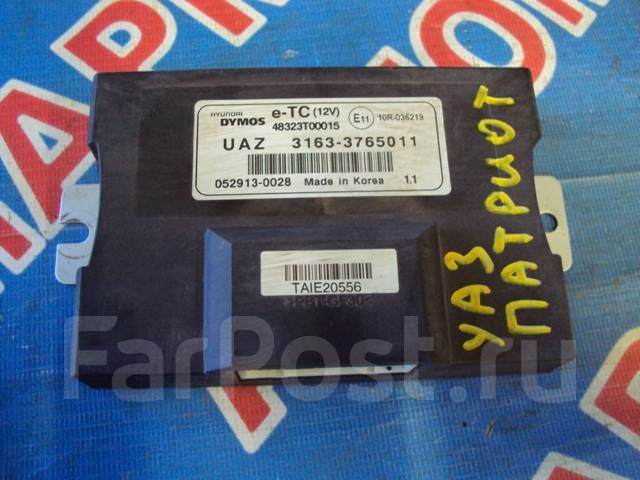 HYUNDAI
DYMOS
e-TC (12V)
48323T00015
E11
10R-036219
UAZ 3163-3765011
052913-0028 Made in Korea 1.1
TAIE20556
УАЗ
ПАТРИОТ
FarPost.ru